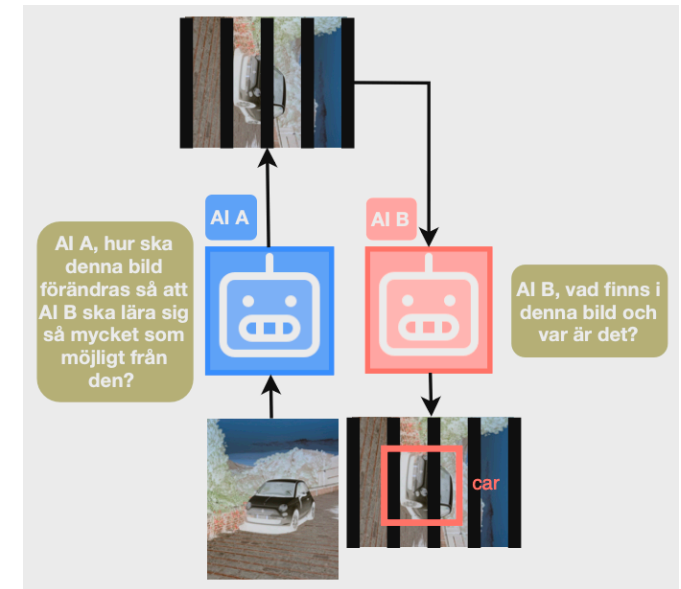 AI A
AI B
AI A, hur ska
denna bild
förändras så att
AI B ska lära sig
så mycket som
möjligt från
den?
AI B, vad finns i
denna bild och
var är det?
car